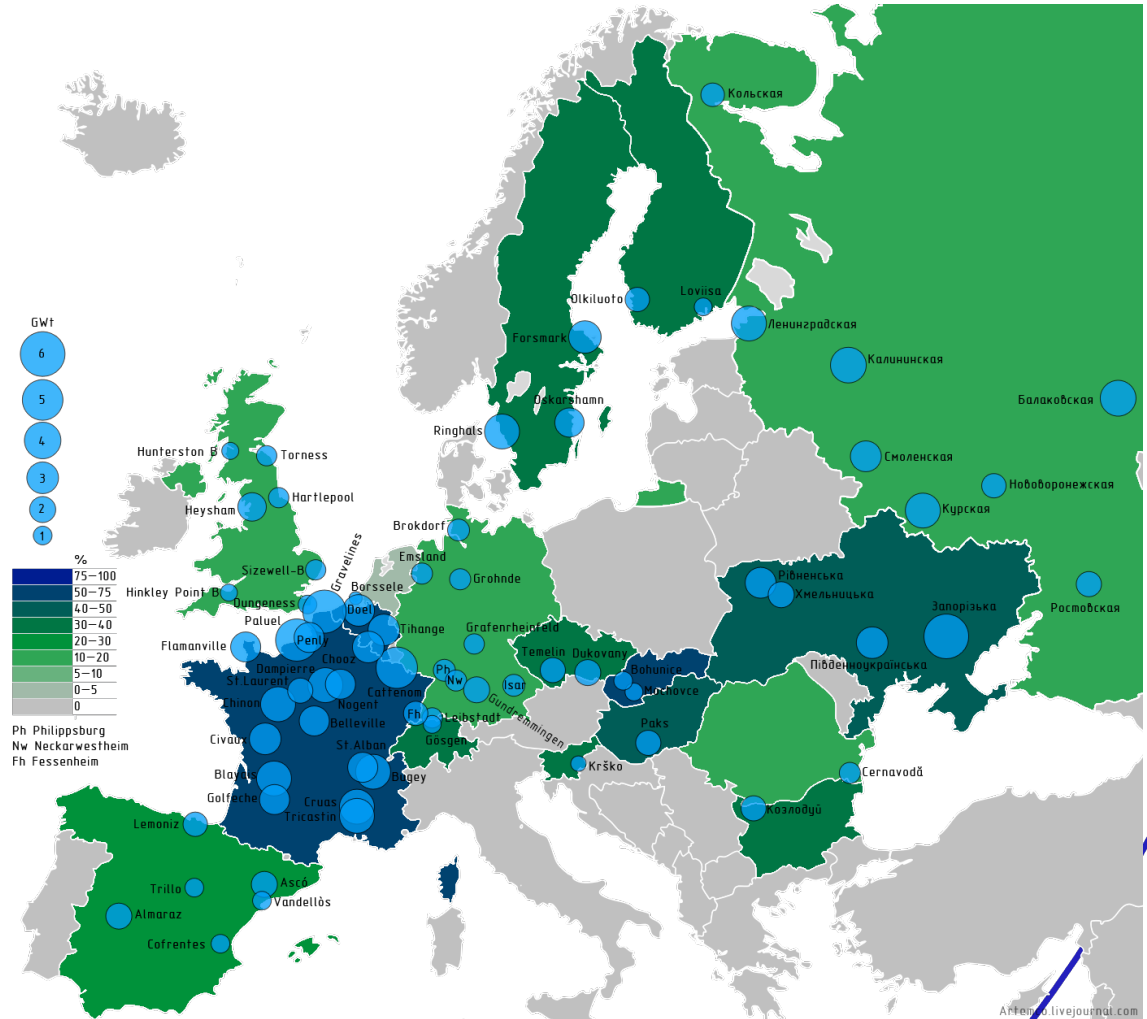 Кольская
Olkiluoto
Loviisa
Forsmark
Ленинградская
Калининская
Балаковская
Oskarshamn
Ringhals
Смоленская
Нововоронежская
Курская
Ростовская
GWt
6
5
4
3
2
1
%
75–100
50–75
40–50
30–40
20–30
10–20
5–10
0–5
0
Ph Philippsburg
Nw Neckarwestheim
Fh Fessenheim
Hunterston B
Torness
Hartlepool
Heysham
Sizewell-B
Hinkley Point B
Dungeness
Gravelines
Brokdorf
Emsland
Borssele
Grohnde
Doel
Tihange
Paluel
Penly
Flamanville
Chooz
Grafenrheinfeld
Dampierre
St.Laurent
Cattenom
Ph
Nw
Isar
Chinon
Nogent
Gundremmingen
Belleville
Fh
Leibstadt
Gösgen
Civaux
St.Alban
Blayais
Bagey
Golfeche
Cruas
Tricastin
Temelin
Dukovany
Bohunice
Mochovce
Paks
Krško
Рівненська
Хмельницька
Запорізька
Південноукраїнська
Cernavodă
Козлодуй
Lemoniz
Trillo
Ascó
Vandellòs
Almaraz
Cofrentes